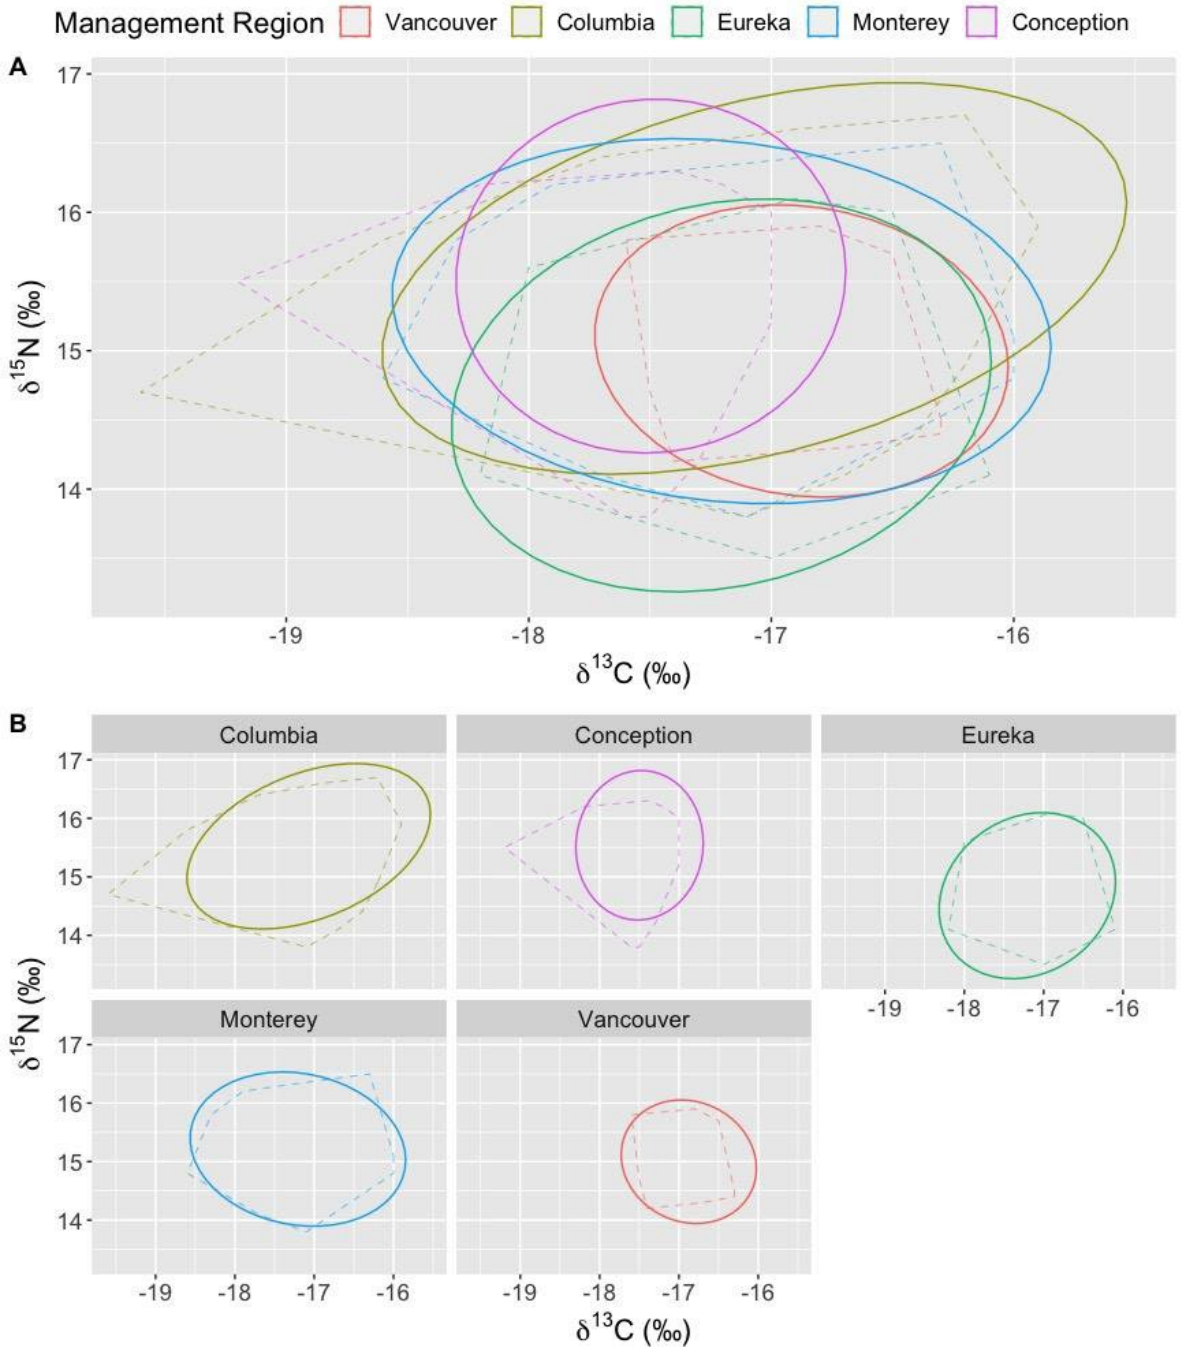 Management Region Vancouver Columbia Eureka Monterey Conception
A
17
16
15
14
δ¹⁵N (‰)
-19 -18 -17 -16
δ¹³C (‰)
B
Columbia Conception Eureka
17
16
15
14
-19 -18 -17 -16
δ¹⁵N (‰)
Monterey Vancouver
17
16
15
14
-19 -18 -17 -16 -19 -18 -17 -16
δ¹³C (‰)